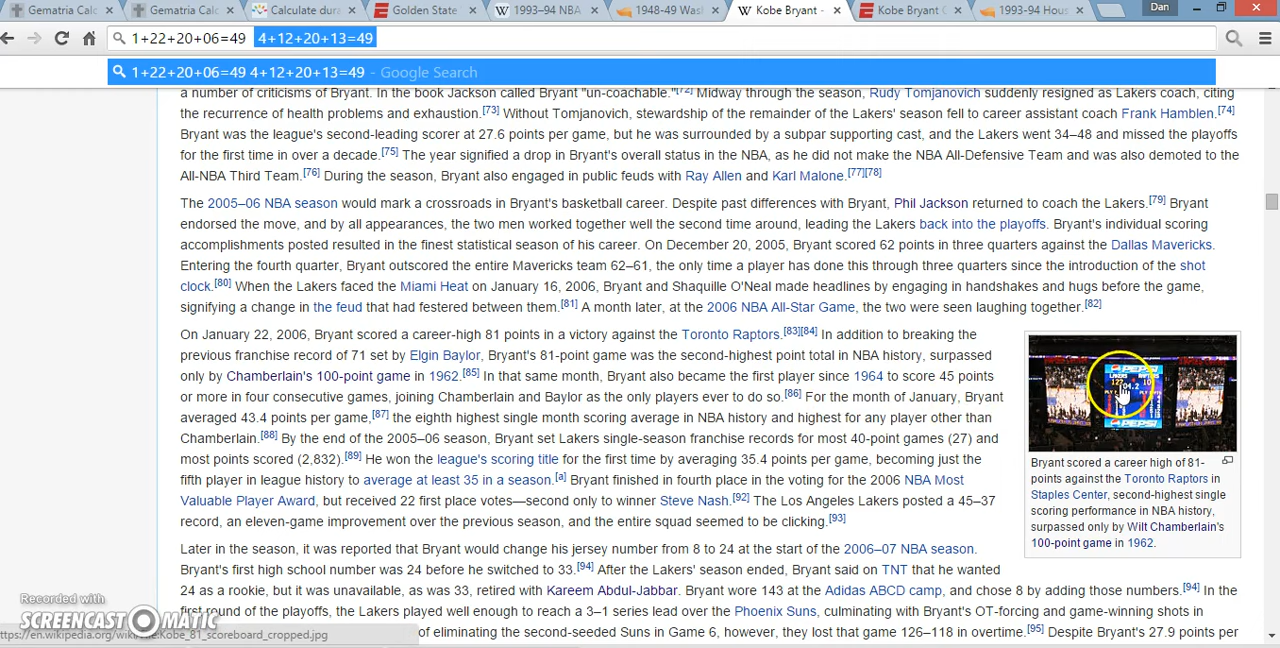 Gematria Calc
Gematria Calc
Calculate dura
Golden State
1993–94 NBA
1948-49 Wash
Kobe Bryant -
Kobe Bryant
1993-94 Hous
Dan
1+22+20+06=49 4+12+20+13=49
1+22+20+06=49 4+12+20+13=49 - Google Search
a number of criticisms of Bryant. In the book Jackson called Bryant "un-coachable."[72] Midway through the season, Rudy Tomjanovich suddenly resigned as Lakers coach, citing
the recurrence of health problems and exhaustion.[73] Without Tomjanovich, stewardship of the remainder of the Lakers' season fell to career assistant coach Frank Hamblen.[74]
Bryant was the league's second-leading scorer at 27.6 points per game, but he was surrounded by a subpar supporting cast, and the Lakers went 34–48 and missed the playoffs
for the first time in over a decade.[75] The year signified a drop in Bryant's overall status in the NBA, as he did not make the NBA All-Defensive Team and was also demoted to the
All-NBA Third Team.[76] During the season, Bryant also engaged in public feuds with Ray Allen and Karl Malone.[77][78]
The 2005–06 NBA season would mark a crossroads in Bryant's basketball career. Despite past differences with Bryant, Phil Jackson returned to coach the Lakers.[79] Bryant
endorsed the move, and by all appearances, the two men worked together well the second time around, leading the Lakers back into the playoffs. Bryant's individual scoring
accomplishments posted resulted in the finest statistical season of his career. On December 20, 2005, Bryant scored 62 points in three quarters against the Dallas Mavericks.
Entering the fourth quarter, Bryant outscored the entire Mavericks team 62–61, the only time a player has done this through three quarters since the introduction of the shot
clock.[80] When the Lakers faced the Miami Heat on January 16, 2006, Bryant and Shaquille O'Neal made headlines by engaging in handshakes and hugs before the game,
signifying a change in the feud that had festered between them.[81] A month later, at the 2006 NBA All-Star Game, the two were seen laughing together.[82]
On January 22, 2006, Bryant scored a career-high 81 points in a victory against the Toronto Raptors.[83][84] In addition to breaking the
previous franchise record of 71 set by Elgin Baylor, Bryant's 81-point game was the second-highest point total in NBA history, surpassed
only by Chamberlain's 100-point game in 1962.[85] In that same month, Bryant also became the first player since 1964 to score 45 points
or more in four consecutive games, joining Chamberlain and Baylor as the only players ever to do so.[86] For the month of January, Bryant
averaged 43.4 points per game,[87] the eighth highest single month scoring average in NBA history and highest for any player other than
Chamberlain.[88] By the end of the 2005–06 season, Bryant set Lakers single-season franchise records for most 40-point games (27) and
most points scored (2,832).[89] He won the league's scoring title for the first time by averaging 35.4 points per game, becoming just the
fifth player in league history to average at least 35 in a season.[a] Bryant finished in fourth place in the voting for the 2006 NBA Most
Valuable Player Award, but received 22 first place votes—second only to winner Steve Nash.[92] The Los Angeles Lakers posted a 45–37
record, an eleven-game improvement over the previous season, and the entire squad seemed to be clicking.[93]
LAKERS
122
04.2
PEPSI
Bryant scored a career high of 81-
points against the Toronto Raptors in
Staples Center, second-highest single
scoring performance in NBA history,
surpassed only by Wilt Chamberlain's
100-point game in 1962.
Later in the season, it was reported that Bryant would change his jersey number from 8 to 24 at the start of the 2006–07 NBA season.
Bryant's first high school number was 24 before he switched to 33.[94] After the Lakers' season ended, Bryant said on TNT that he wanted
24 as a rookie, but it was unavailable, as was 33, retired with Kareem Abdul-Jabbar. Bryant wore 143 at the Adidas ABCD camp, and chose 8 by adding those numbers.[94] In the
first round of the playoffs, the Lakers played well enough to reach a 3–1 series lead over the Phoenix Suns, culminating with Bryant's OT-forcing and game-winning shots in
of eliminating the second-seeded Suns in Game 6, however, they lost that game 126–118 in overtime.[95] Despite Bryant's 27.9 points per
Recorded with
SCREENCAST MATIC